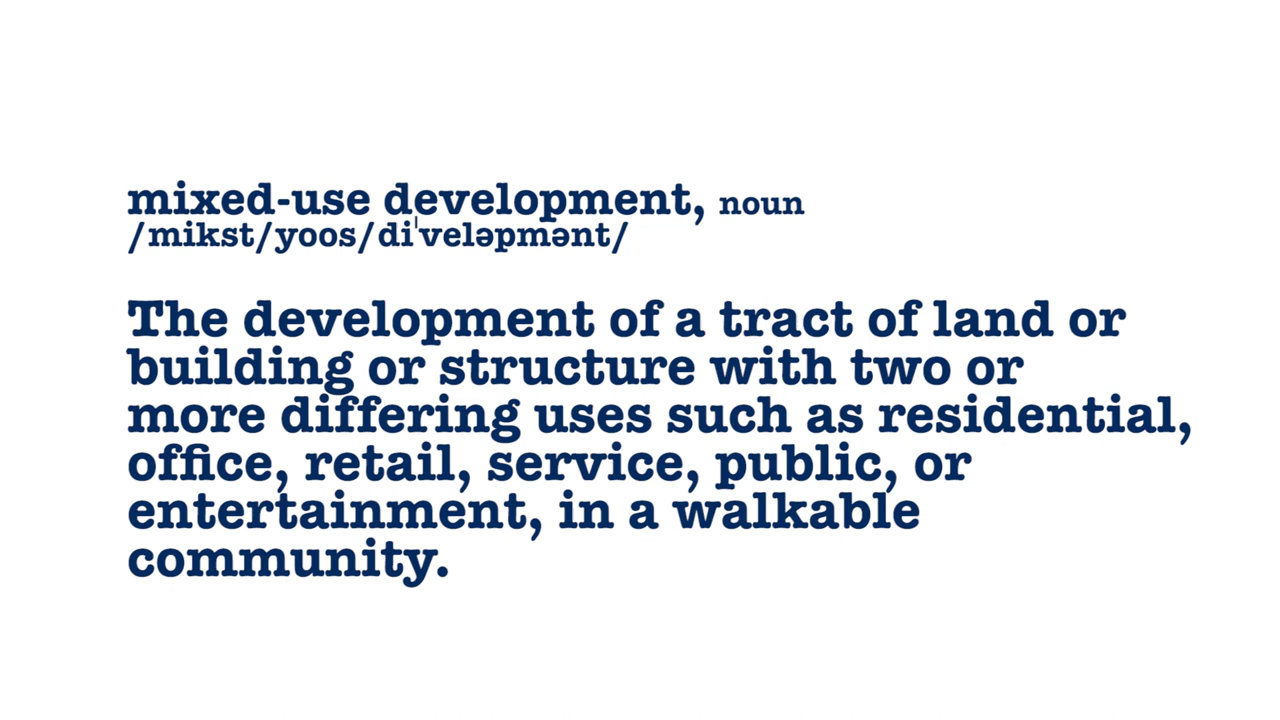 mixed-use development, noun
/mikst/yoos/diˈveləpmənt/
The development of a tract of land or
building or structure with two or
more differing uses such as residential,
office, retail, service, public, or
entertainment, in a walkable
community.